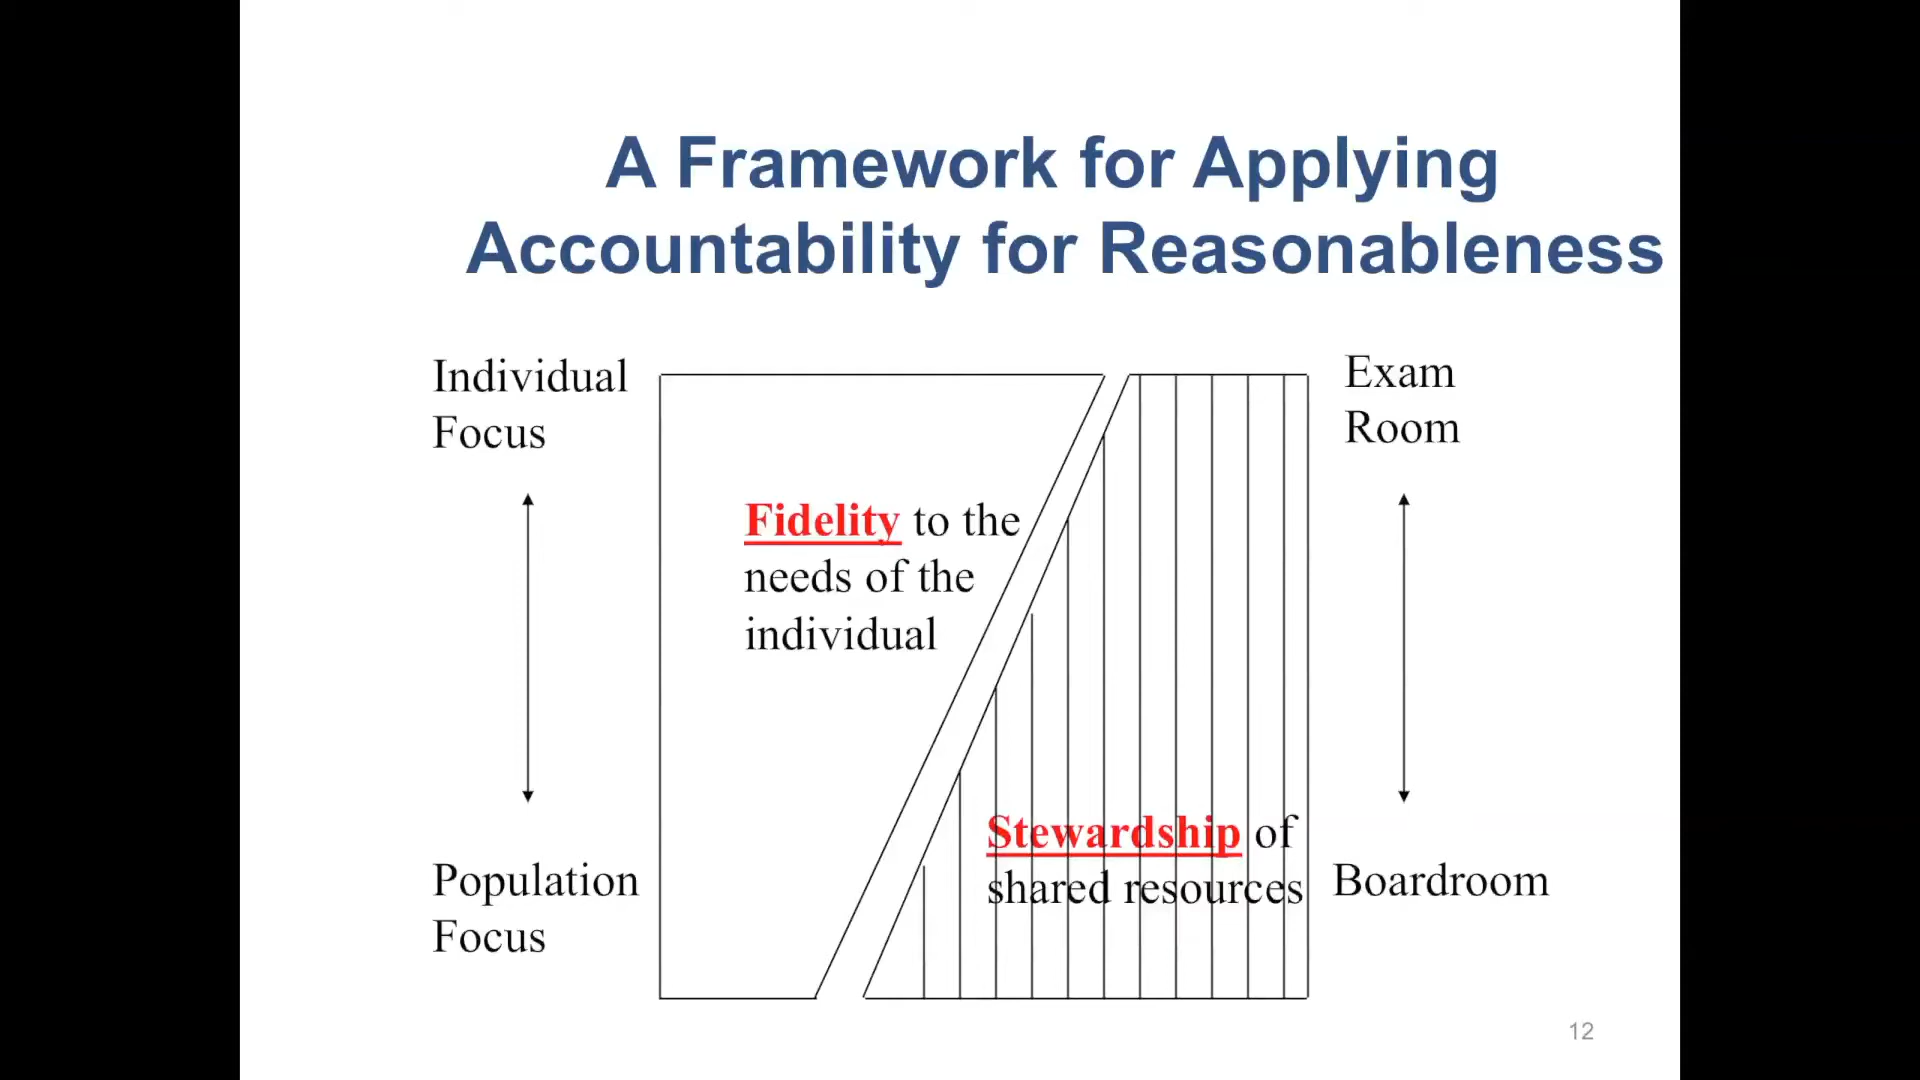 A Framework for Applying
Accountability for Reasonableness
Individual
Focus
Exam
Room
Fidelity to the
needs of the
individual
Stewardship of
shared resources
Population
Focus
Boardroom
12